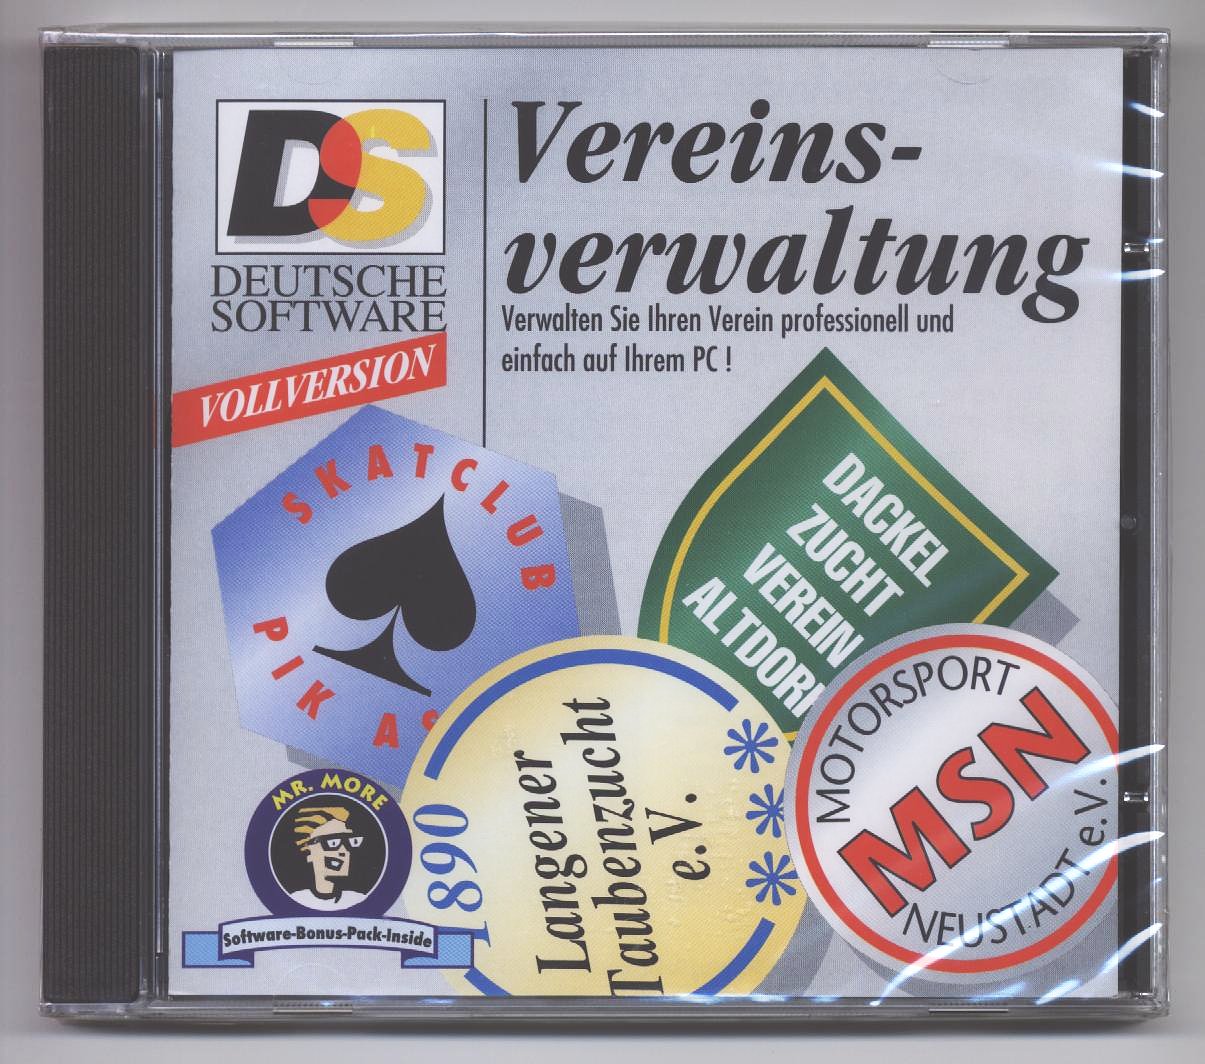 DS
DEUTSCHE
SOFTWARE
VOLLVERSION
Vereins-
verwaltung
Verwalten Sie Ihren Verein professionell und
einfach auf Ihrem PC !
SKATCLUB
PIK AS
DACKEL
ZUCHT
VEREIN
ALTDORF
MR. MORE
Software-Bonus-Pack-Inside
1890
Langener
Taubenzucht
e.V.
***
MOTORSPORT
MSN
NEUSTADT e.V.